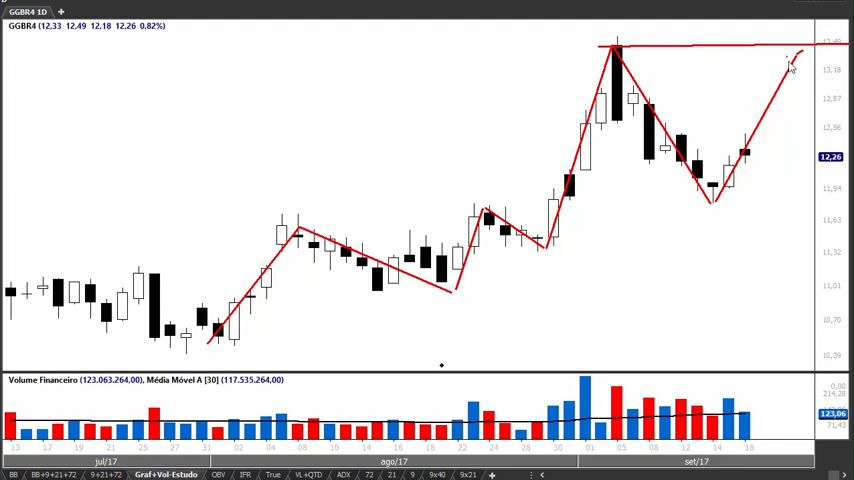 GGBR4 1D
GGBR4 (12,33 12,49 12,18 12,26 0,82%)
13,49
13,18
12,87
12,56
12,26
11,94
11,63
11,32
11,01
10,70
10,39
Volume Financeiro (123.063.264,00), Média Móvel A [30] (117.535.264,00)
0,00
214,28
123,06
71,43
13 17 19 21 25 27 31 02 04 08 10 14 16 18 22 24 28 30 01 05 08 12 14 18
jul/17 ago/17 set/17
BB BB+9+21+72 9+21+72 Graf+Vol-Estudo OBV IFR True VL+QTD ADX 72 21 9 9x40 9x21